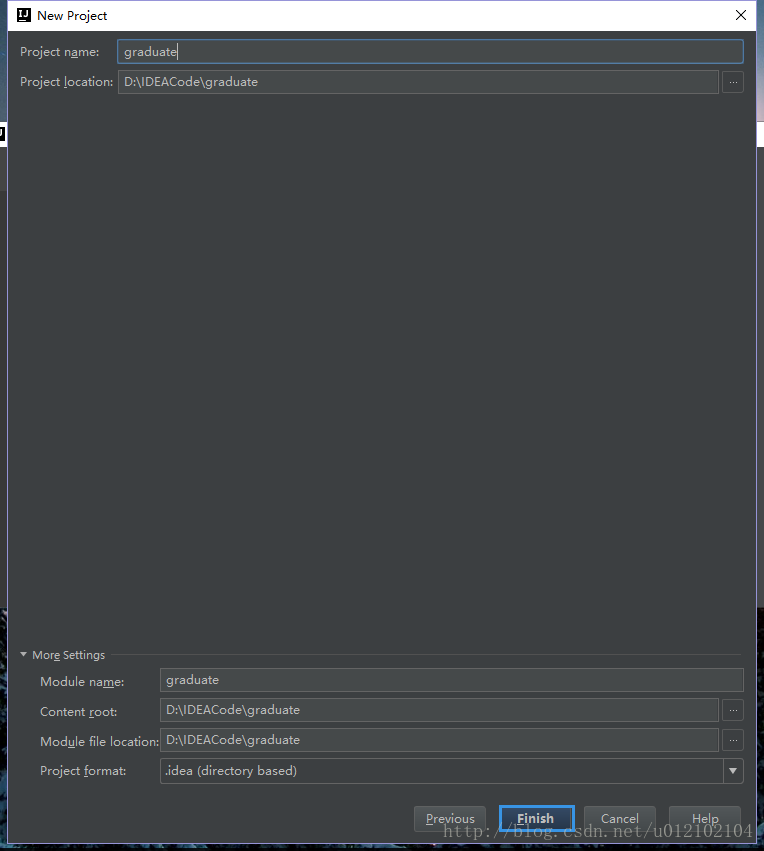 New Project
Project name: graduate
Project location: D:\IDEACode\graduate ...
More Settings
Module name: graduate
Content root: D:\IDEACode\graduate ...
Module file location: D:\IDEACode\graduate ...
Project format: .idea (directory based)
Previous Finish Cancel Help
http://blog.csdn.net/u012102104